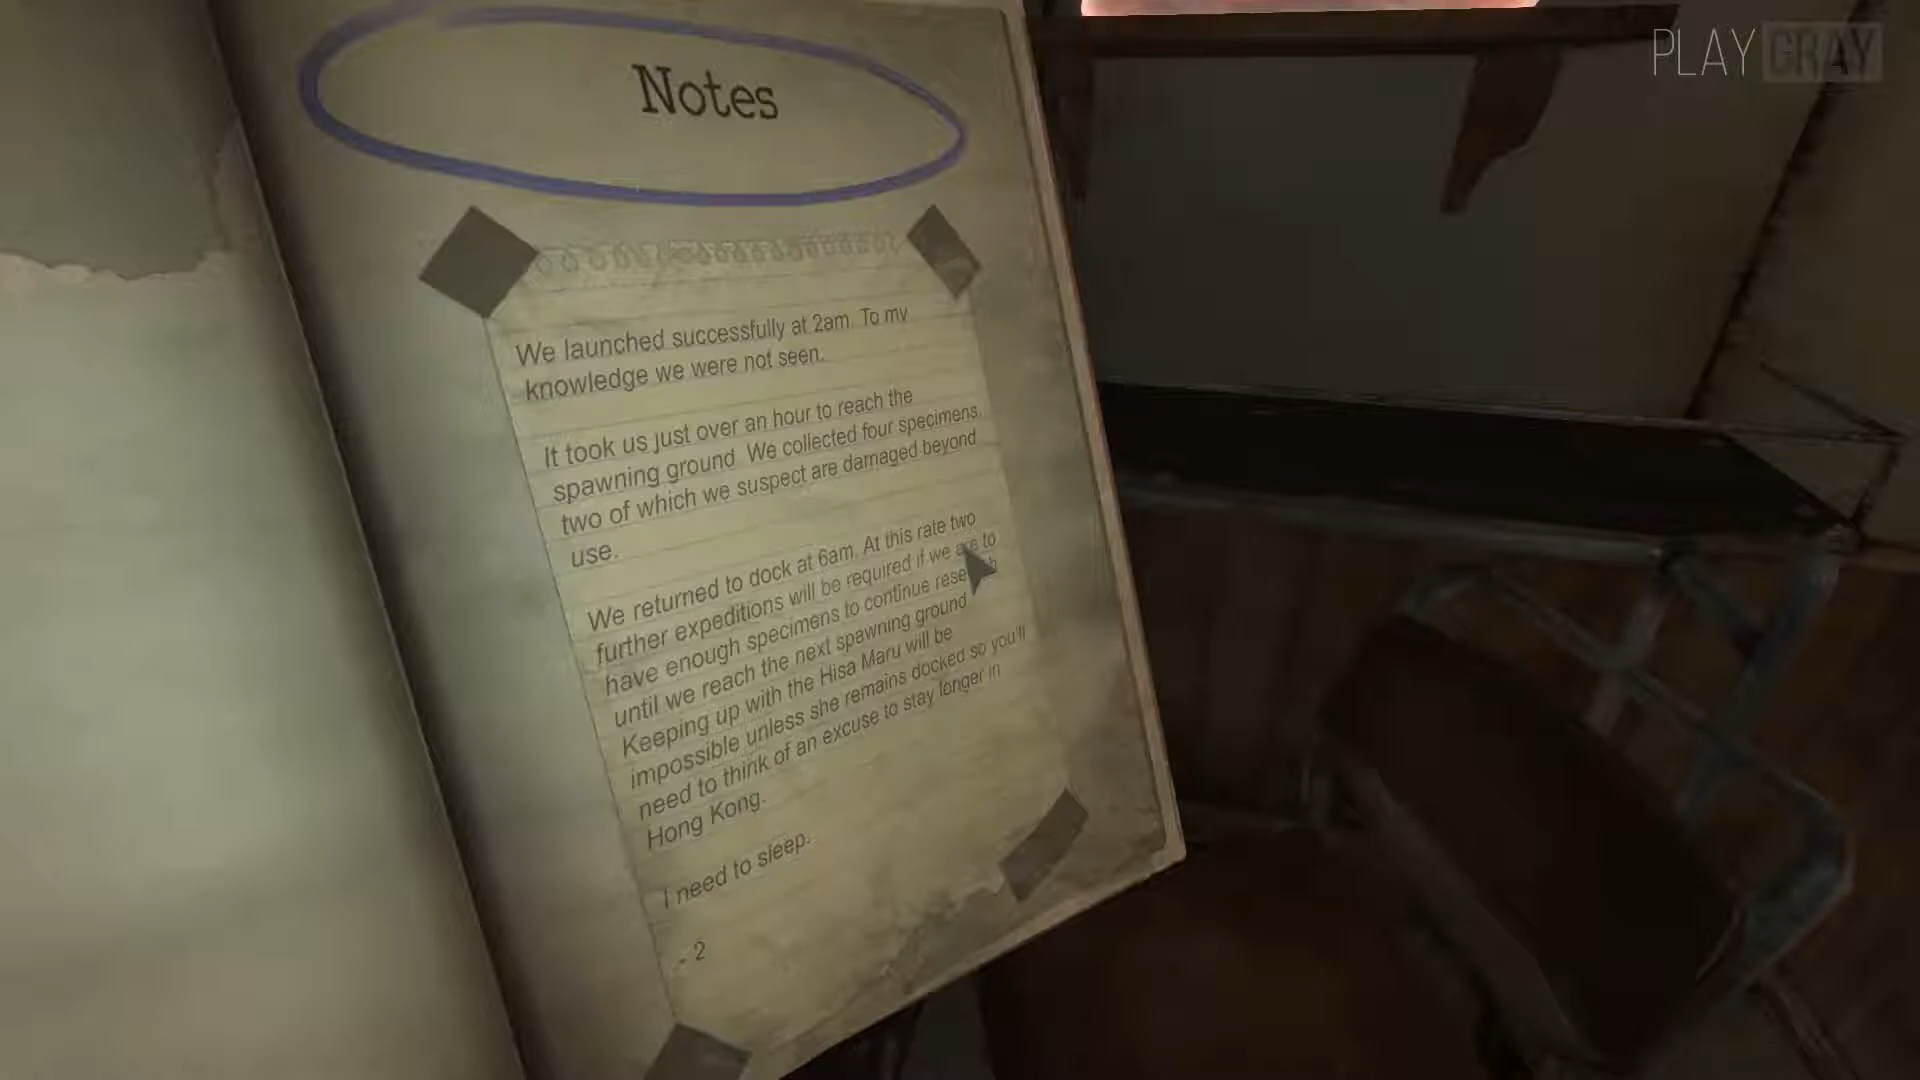 PLAY GRAY
Notes
We launched successfully at 2am. To my
knowledge we were not seen.
It took us just over an hour to reach the
spawning ground. We collected four specimens,
two of which we suspect are damaged beyond
use.
We returned to dock at 6am. At this rate two
further expeditions will be required if we are to
have enough specimens to continue research
until we reach the next spawning ground
Keeping up with the Hisa Maru will be
impossible unless she remains docked so you'll
need to think of an excuse to stay longer in
Hong Kong.
I need to sleep.
- 2